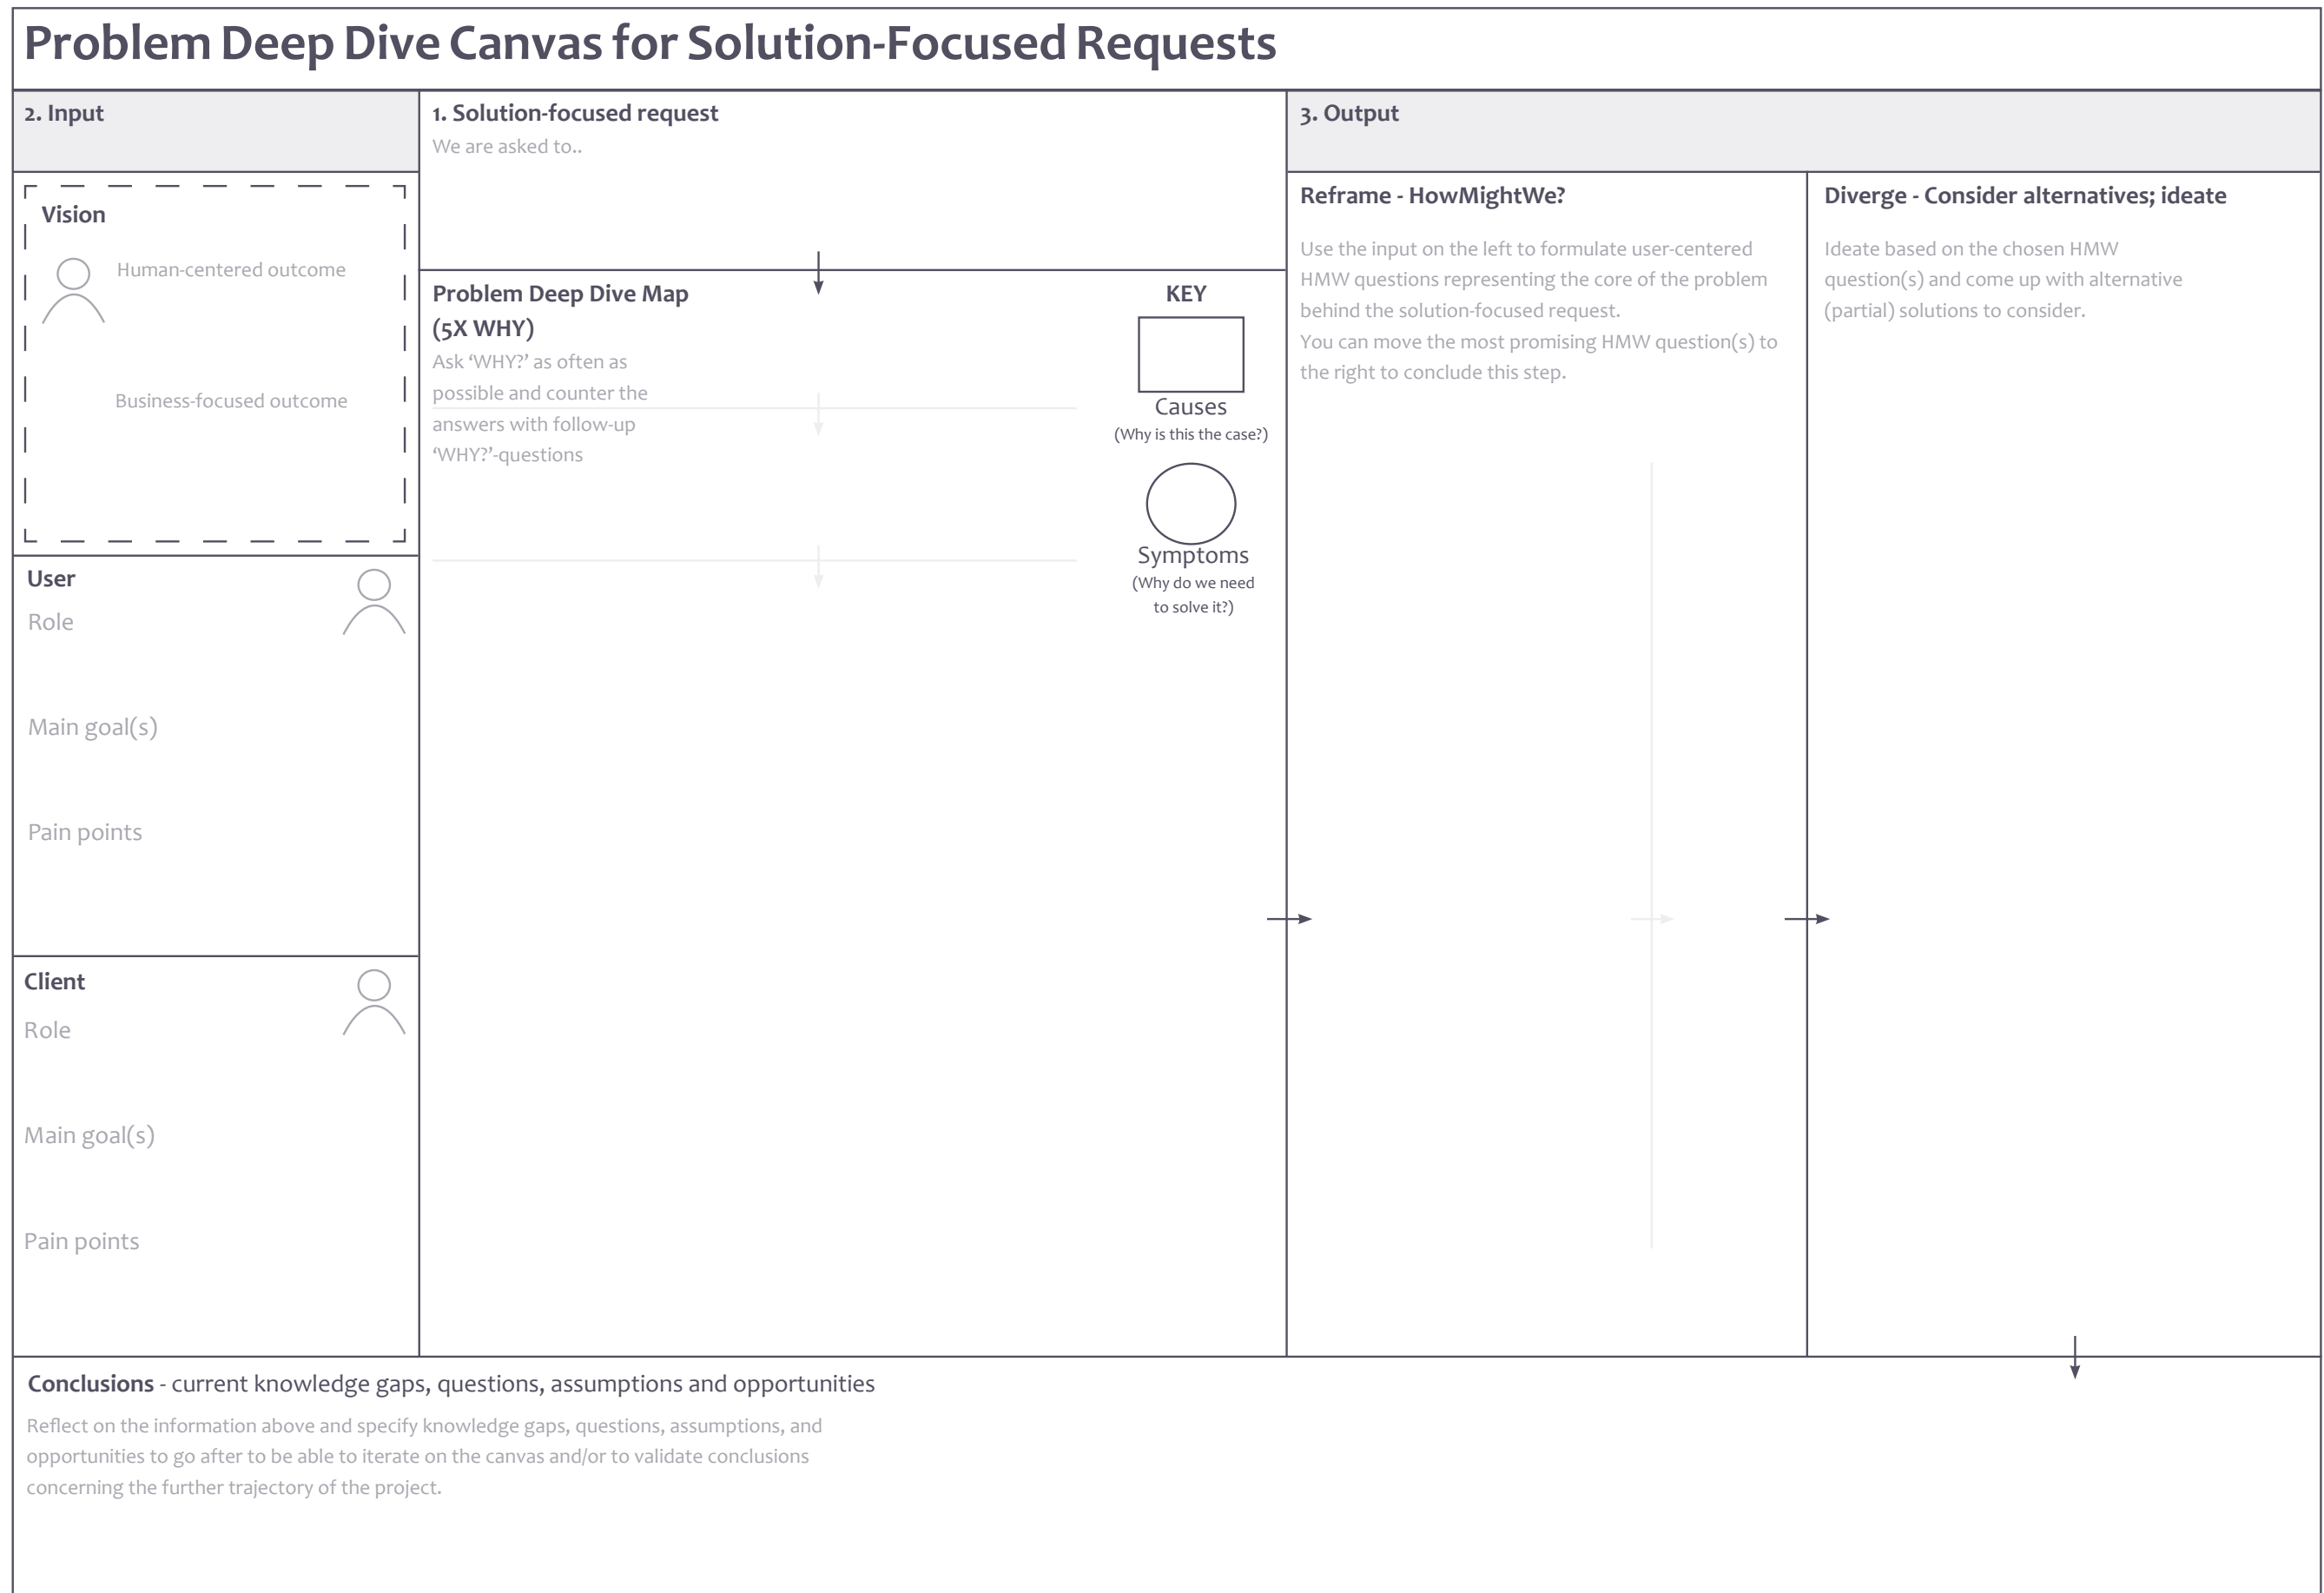 Problem Deep Dive Canvas for Solution-Focused Requests
2. Input
Vision
Human-centered outcome
Business-focused outcome
User
Role
Main goal(s)
Pain points
Client
Role
Main goal(s)
Pain points
1. Solution-focused request
We are asked to..
Problem Deep Dive Map
(5X WHY)
Ask ‘WHY?’ as often as
possible and counter the
answers with follow-up
‘WHY?’-questions
KEY
Causes
(Why is this the case?)
Symptoms
(Why do we need
to solve it?)
3. Output
Reframe - HowMightWe?
Use the input on the left to formulate user-centered
HMW questions representing the core of the problem
behind the solution-focused request.
You can move the most promising HMW question(s) to
the right to conclude this step.
Diverge - Consider alternatives; ideate
Ideate based on the chosen HMW
question(s) and come up with alternative
(partial) solutions to consider.
Conclusions - current knowledge gaps, questions, assumptions and opportunities
Reflect on the information above and specify knowledge gaps, questions, assumptions, and
opportunities to go after to be able to iterate on the canvas and/or to validate conclusions
concerning the further trajectory of the project.